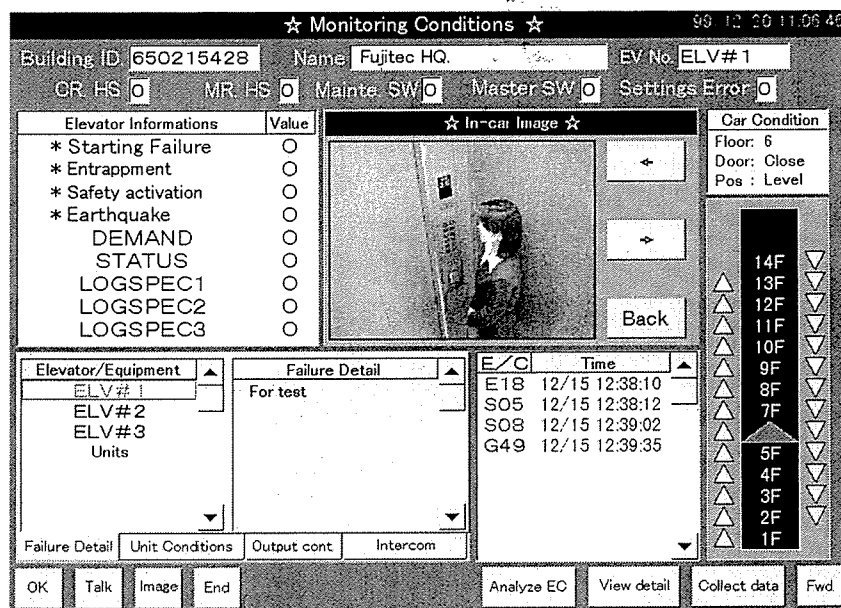 ☆ Monitoring Conditions ☆ 99 12 20 11:06:46
Building ID 650215428 Name Fujitec HQ. EV No. ELV#1
CR. HS O MR. HS O Mainte. SW O Master SW O Settings Error O
Elevator Informations Value
* Starting Failure O
* Entrappment O
* Safety activation O
* Earthquake O
DEMAND O
STATUS O
LOGSPEC1 O
LOGSPEC2 O
LOGSPEC3 O
☆ In-car Image ☆
←
→
Back
Car Condition
Floor: 6
Door: Close
Pos : Level
14F
13F
12F
11F
10F
9F
8F
7F
5F
4F
3F
2F
1F
Elevator/Equipment
ELV#1
ELV#2
ELV#3
Units
Failure Detail
For test
E/C Time
E18 12/15 12:38:10
S05 12/15 12:38:12
S08 12/15 12:39:02
G49 12/15 12:39:35
Failure Detail Unit Conditions Output cont. Intercom
OK Talk Image End Analyze EC View detail Collect data Fwd.